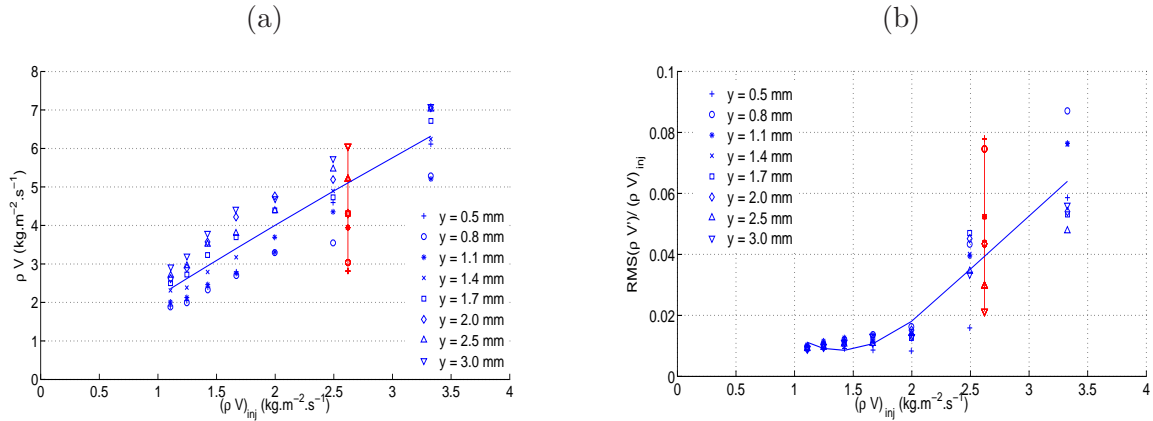 (a)
8
7
6
5
4
3
2
1
0
ρ V (kg.m⁻².s⁻¹)
0 0.5 1 1.5 2 2.5 3 3.5 4
(ρ V)inj (kg.m⁻².s⁻¹)
y = 0.5 mm
y = 0.8 mm
y = 1.1 mm
y = 1.4 mm
y = 1.7 mm
y = 2.0 mm
y = 2.5 mm
y = 3.0 mm
(b)
0.1
0.08
0.06
0.04
0.02
0
RMS(ρ V')/ (ρ V)inj
0 0.5 1 1.5 2 2.5 3 3.5 4
(ρ V)inj (kg.m⁻².s⁻¹)
y = 0.5 mm
y = 0.8 mm
y = 1.1 mm
y = 1.4 mm
y = 1.7 mm
y = 2.0 mm
y = 2.5 mm
y = 3.0 mm